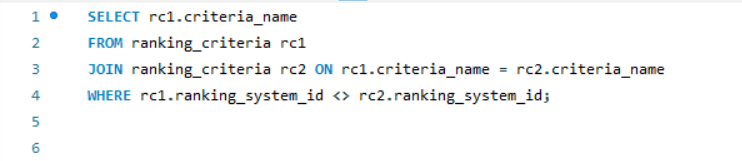 1 SELECT rc1.criteria_name
2 FROM ranking_criteria rc1
3 JOIN ranking_criteria rc2 ON rc1.criteria_name = rc2.criteria_name
4 WHERE rc1.ranking_system_id <> rc2.ranking_system_id;
5
6